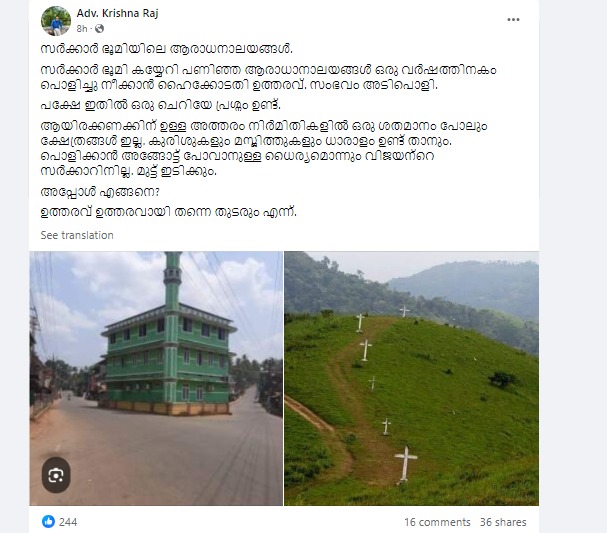 Adv. Krishna Raj
8h ·
സർക്കാർ ഭൂമിയിലെ ആരാധനാലയങ്ങൾ.
സർക്കാർ ഭൂമി കയ്യേറി പണിഞ്ഞ ആരാധാനാലയങ്ങൾ ഒരു വർഷത്തിനകം
പൊളിച്ചു നീക്കാൻ ഹൈക്കോടതി ഉത്തരവ്. സംഭവം അടിപൊളി.
പക്ഷേ ഇതിൽ ഒരു ചെറിയേ പ്രശ്നം ഉണ്ട്.
ആയിരക്കണക്കിന് ഉള്ള അത്തരം നിർമിതികളിൽ ഒരു ശതമാനം പോലും
ക്ഷേത്രങ്ങൾ ഇല്ല. കുരിശുകളും മസ്ജിത്തുകളും ധാരാളം ഉണ്ട് താനും.
പൊളിക്കാൻ അങ്ങോട്ട് പോവാനുള്ള ധൈര്യമൊന്നും വിജയൻറെ
സർക്കാറിനില്ല. മുട്ട് ഇടിക്കും.
അപ്പോൾ എങ്ങനെ?
ഉത്തരവ് ഉത്തരവായി തന്നെ തുടരും എന്ന്.
See translation
244
16 comments 36 shares